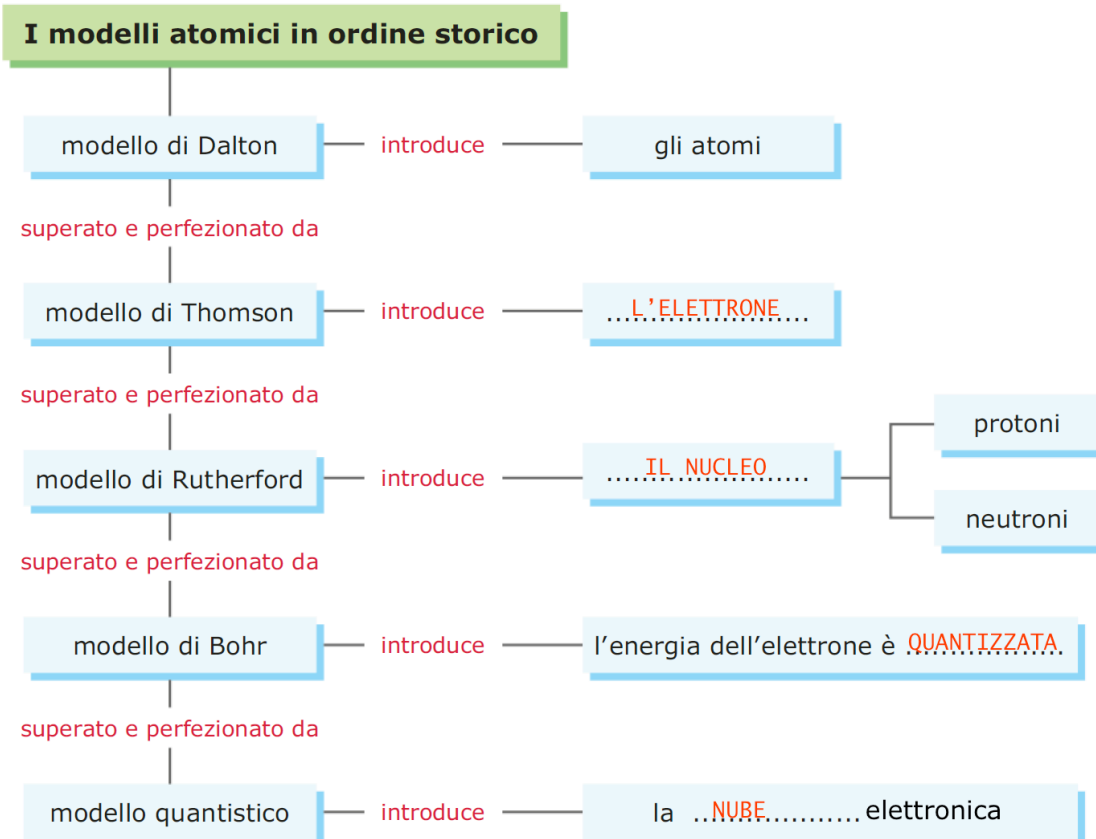 I modelli atomici in ordine storico
modello di Dalton introduce gli atomi
superato e perfezionato da
modello di Thomson introduce L'ELETTRONE
superato e perfezionato da
protoni
modello di Rutherford introduce IL NUCLEO
neutroni
superato e perfezionato da
modello di Bohr introduce l'energia dell'elettrone è QUANTIZZATA
superato e perfezionato da
modello quantistico introduce la NUBE elettronica